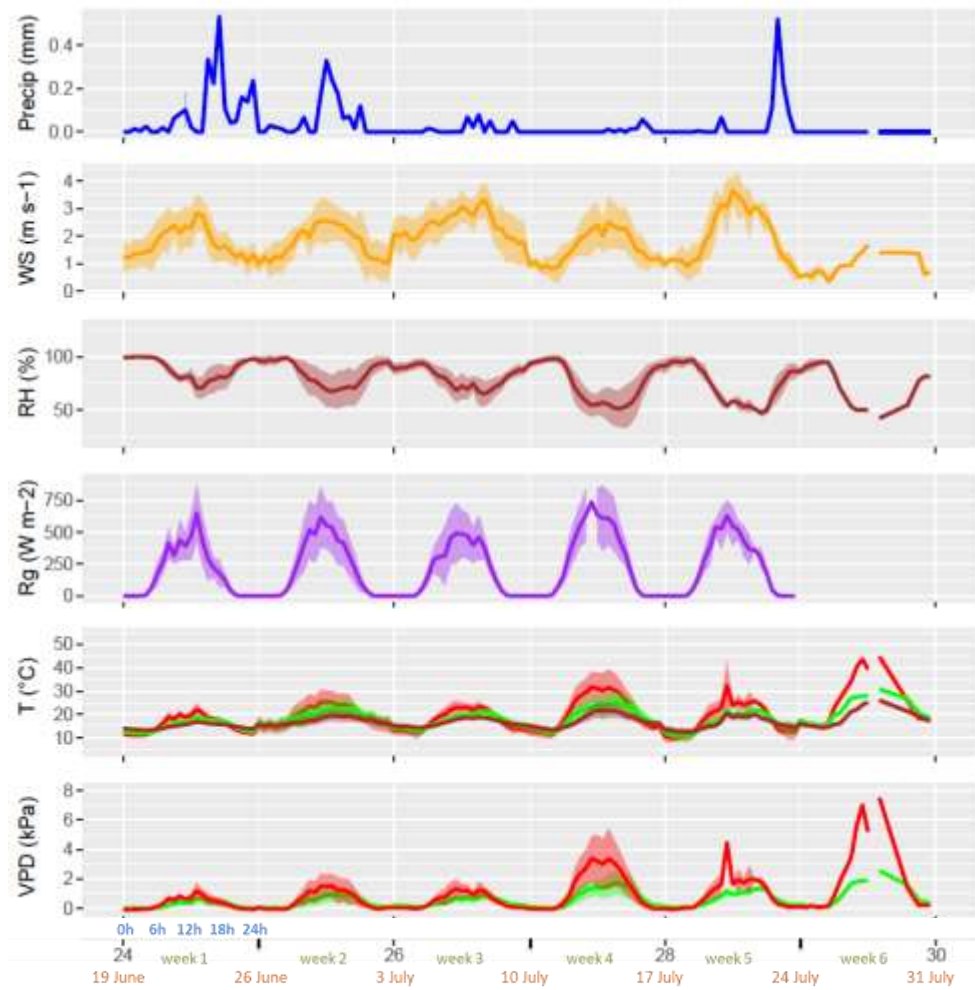 Precip (mm)
0.4
0.2
0.0
WS (m s−1)
4
3
2
1
0
RH (%)
100
50
Rg (W m−2)
750
500
250
0
T (°C)
50
40
30
20
10
VPD (kPa)
8
6
4
2
0
0h 6h 12h 18h 24h
24 26 28 30
week 1 week 2 week 3 week 4 week 5 week 6
19 June 26 June 3 July 10 July 17 July 24 July 31 July